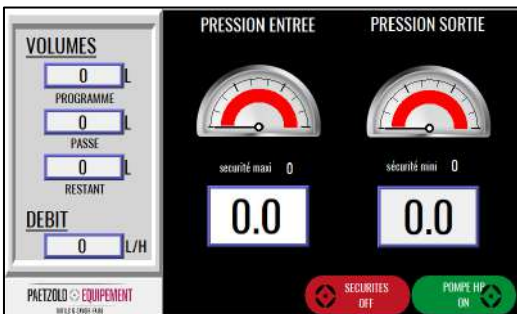 VOLUMES
0 L
PROGRAMME
0 L
PASSE
0 L
RESTANT
DEBIT
0 L/H
PAETZOLD EQUIPEMENT
PRESSION ENTREE
securité maxi 0
0.0
PRESSION SORTIE
sécurité mini 0
0.0
SECURITES
OFF
POMPE HP
ON